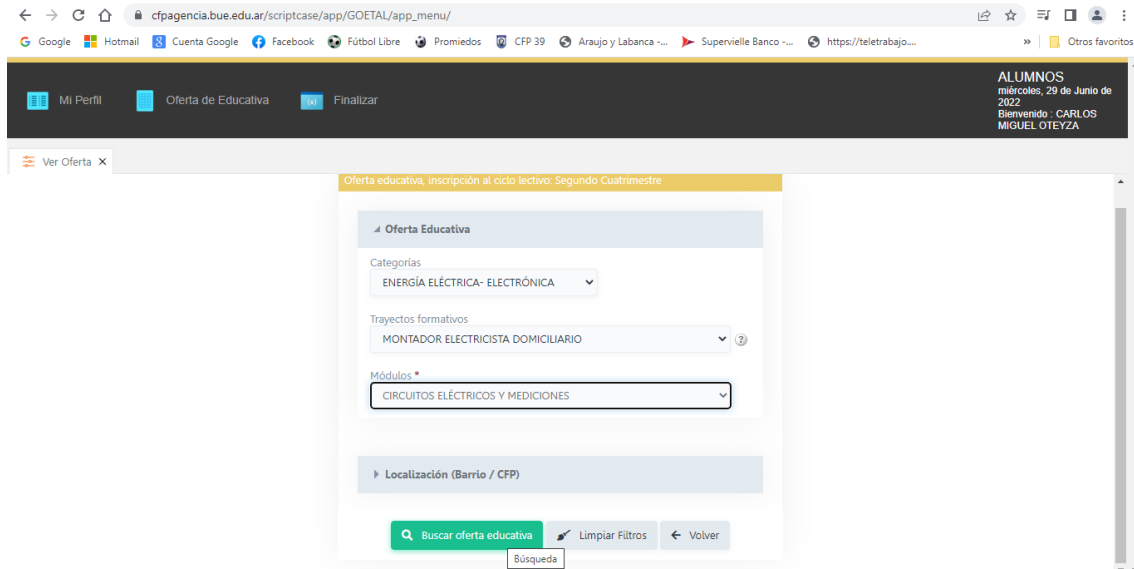 cfpagencia.bue.edu.ar/scriptcase/app/GOETAL/app_menu/
Google Hotmail Cuenta Google Facebook Fútbol Libre Promiedos CFP 39 Araujo y Labanca -... Supervielle Banco -... https://teletrabajo.... » Otros favoritos
Mi Perfil Oferta de Educativa Finalizar
ALUMNOS
miércoles, 29 de Junio de
2022
Bienvenido : CARLOS
MIGUEL OTEYZA
Ver Oferta X
Oferta educativa, inscripción al ciclo lectivo: Segundo Cuatrimestre
Oferta Educativa
Categorías
ENERGÍA ELÉCTRICA- ELECTRÓNICA
Trayectos formativos
MONTADOR ELECTRICISTA DOMICILIARIO
Módulos *
CIRCUITOS ELÉCTRICOS Y MEDICIONES
Localización (Barrio / CFP)
Buscar oferta educativa Limpiar Filtros Volver
Búsqueda